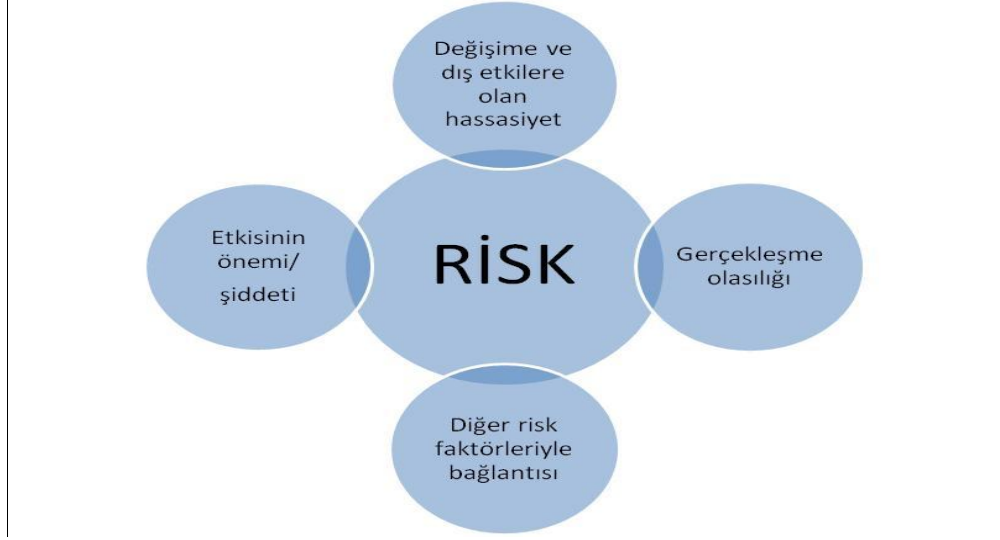 Değişime ve
dış etkilere
olan
hassasiyet
Etkisinin
önemi/
şiddeti
RİSK
Gerçekleşme
olasılığı
Diğer risk
faktörleriyle
bağlantısı